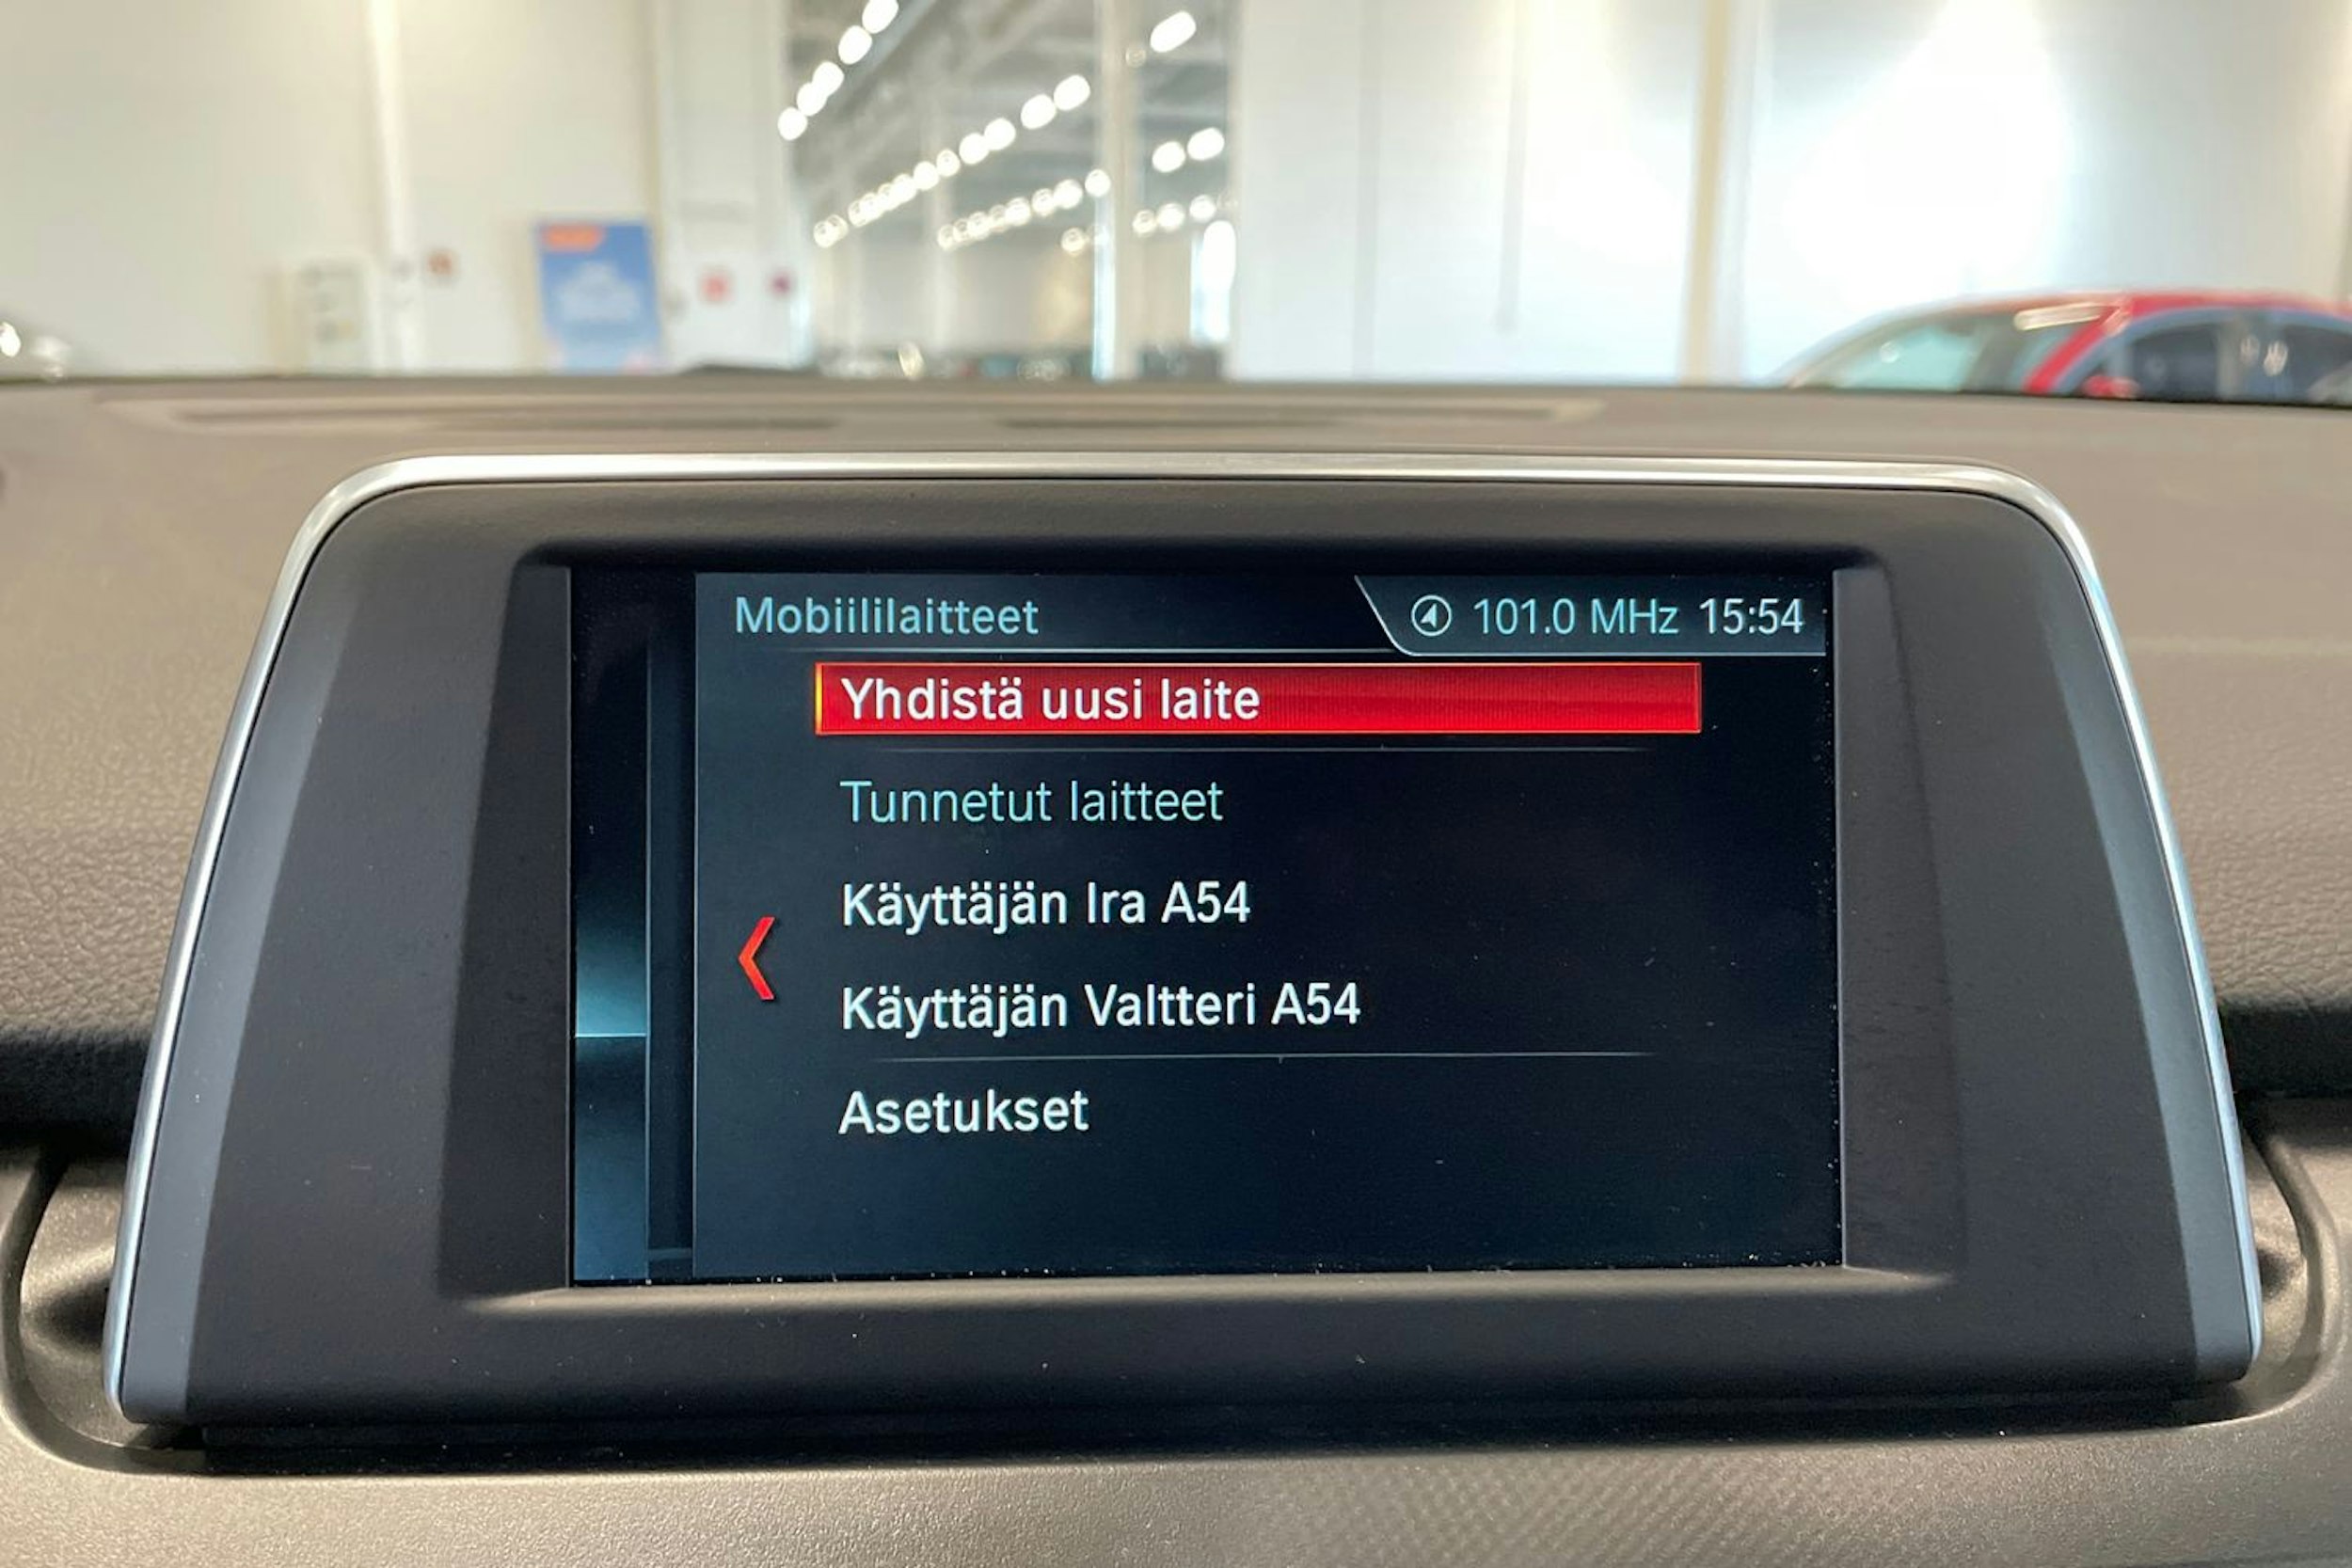 Mobiililaitteet
101.0 MHz 15:54
Yhdistä uusi laite
Tunnetut laitteet
Käyttäjän Ira A54
Käyttäjän Valtteri A54
Asetukset